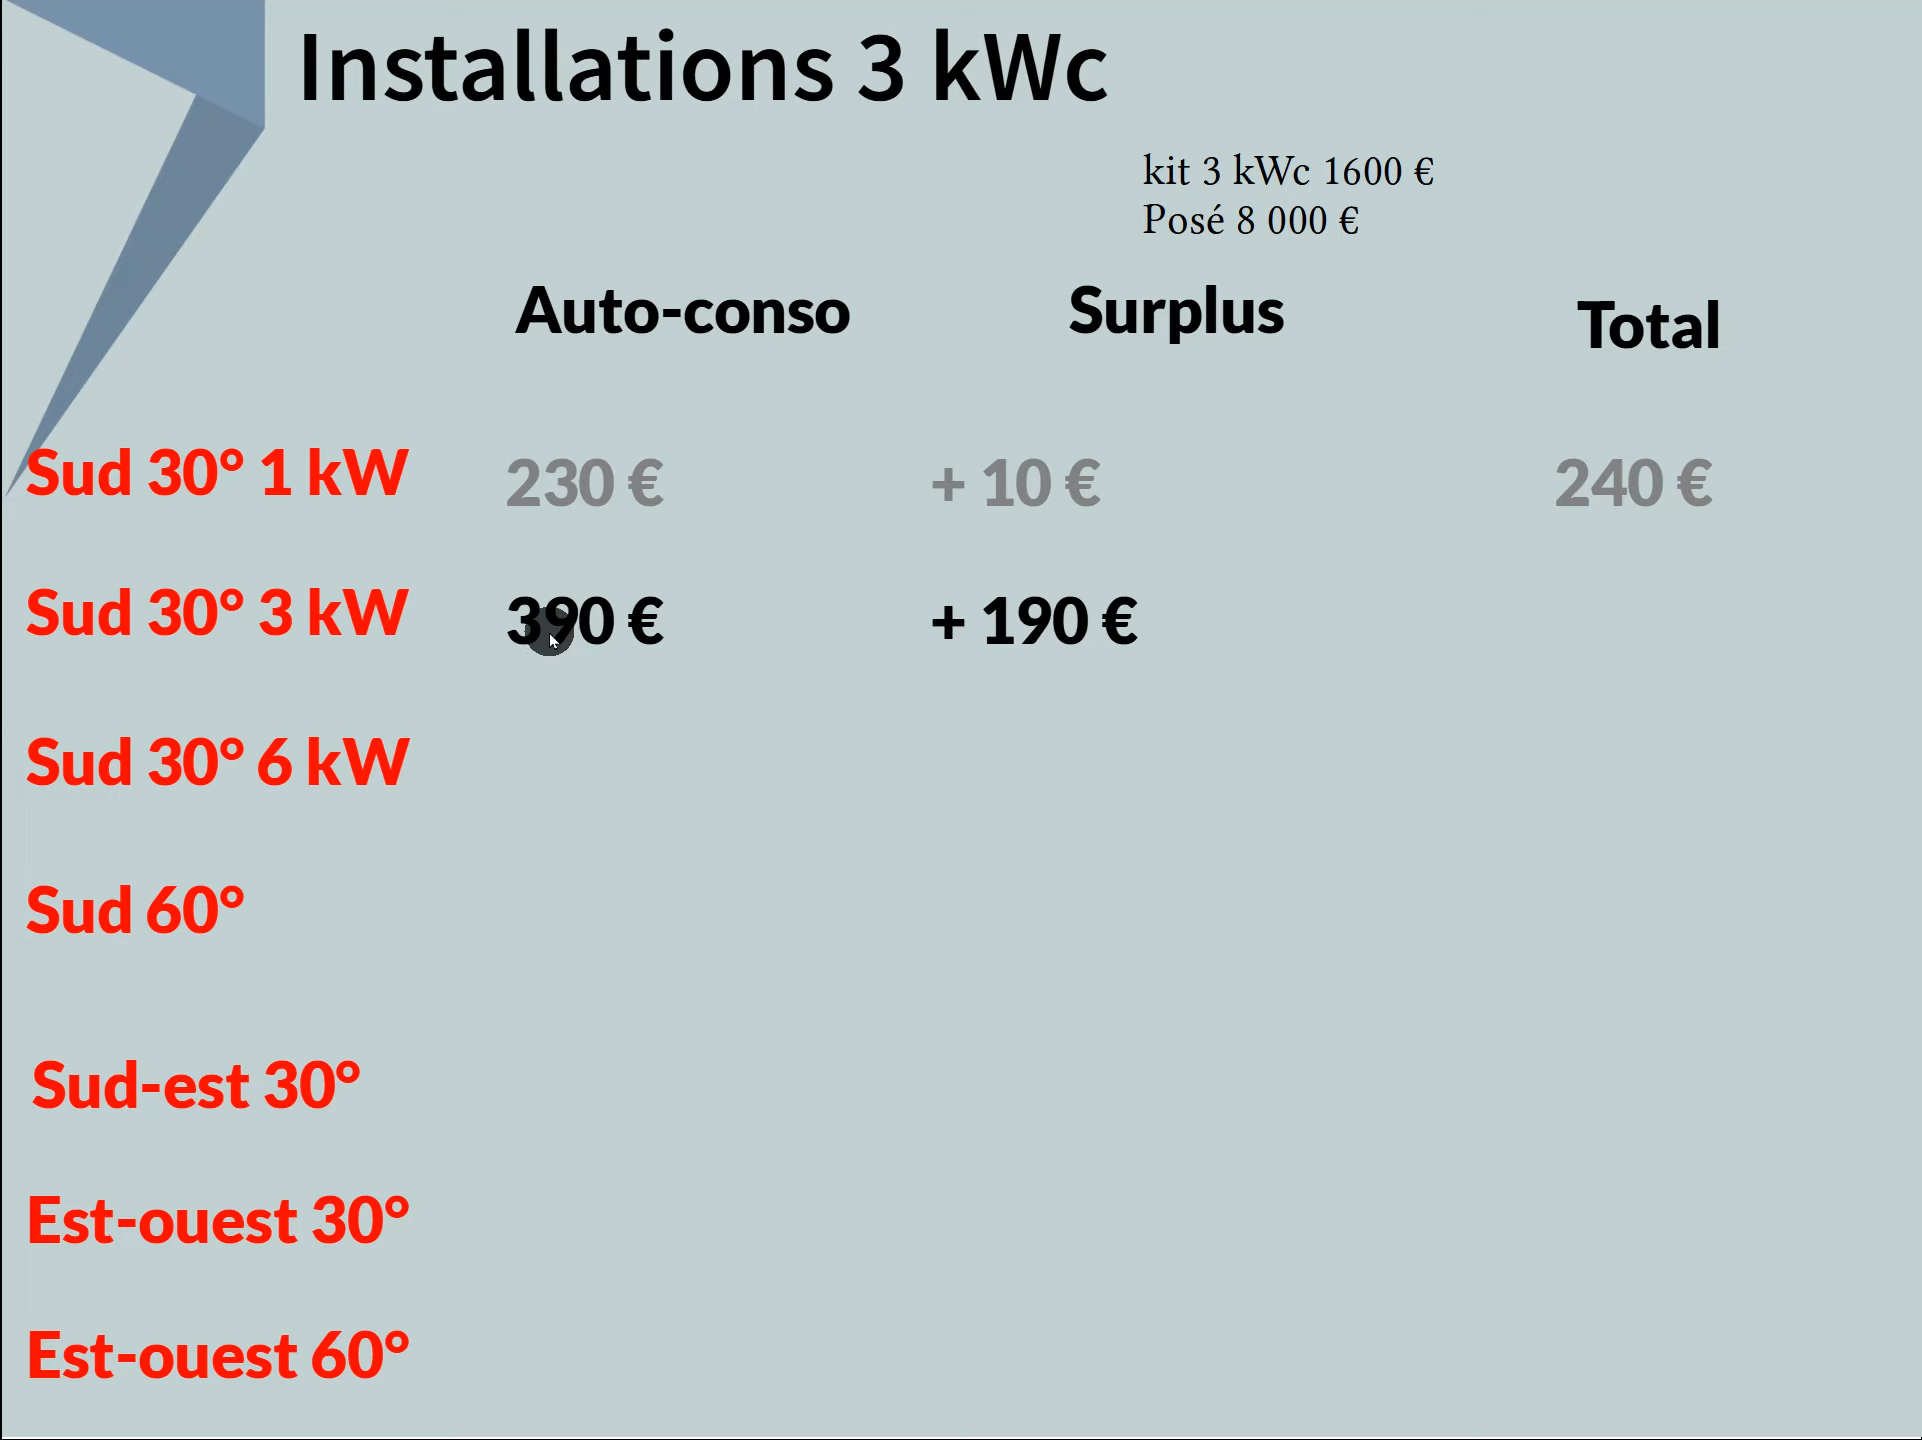 Installations 3 kWc
kit 3 kWc 1600 €
Posé 8 000 €
Auto-conso Surplus Total
Sud 30° 1 kW 230 € + 10 € 240 €
Sud 30° 3 kW 390 € + 190 €
Sud 30° 6 kW
Sud 60°
Sud-est 30°
Est-ouest 30°
Est-ouest 60°